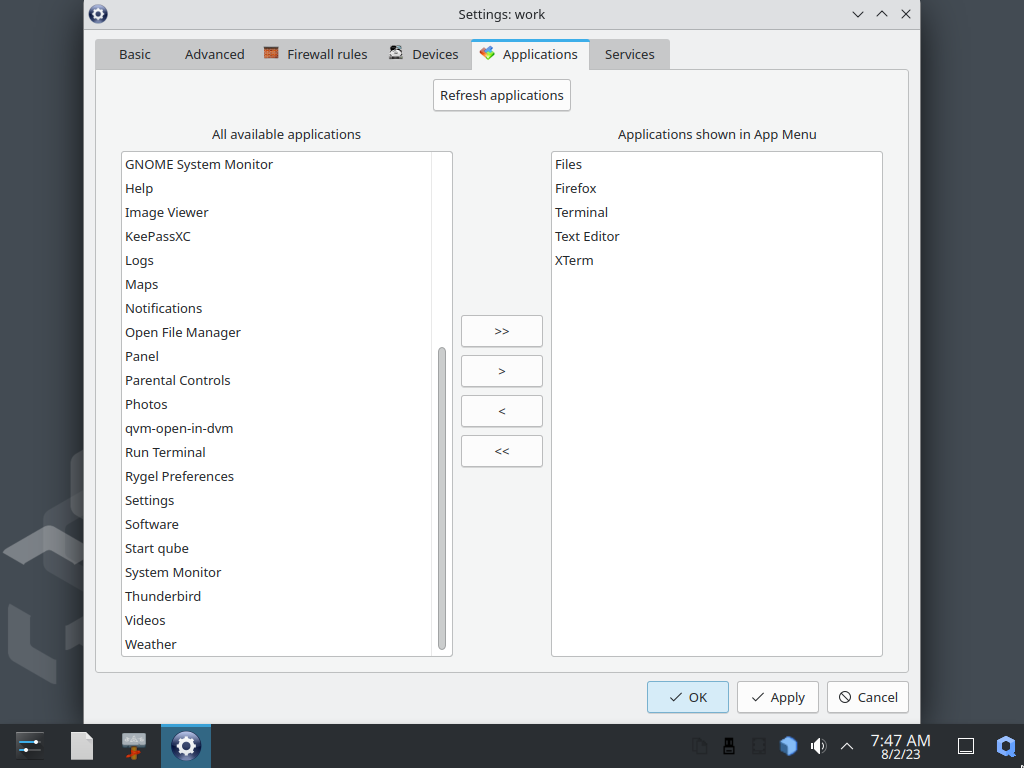 Settings: work
Basic
Advanced
Firewall rules
Devices
Applications
Services
Refresh applications
All available applications
GNOME System Monitor
Help
Image Viewer
KeePassXC
Logs
Maps
Notifications
Open File Manager
Panel
Parental Controls
Photos
qvm-open-in-dvm
Run Terminal
Rygel Preferences
Settings
Software
Start qube
System Monitor
Thunderbird
Videos
Weather
>>
>
<
<<
Applications shown in App Menu
Files
Firefox
Terminal
Text Editor
XTerm
OK
Apply
Cancel
7:47 AM
8/2/23